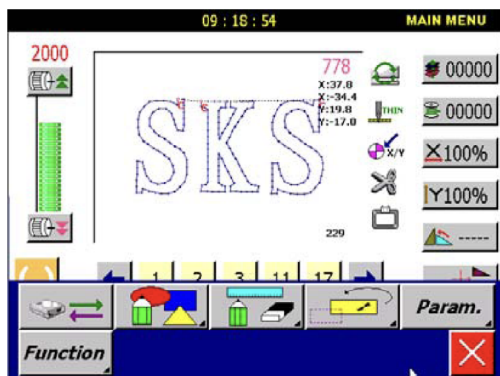 09 : 18 : 54
MAIN MENU
2000
778
X:37.8
X:-34.4
Y:19.8
Y:-17.0
THIN
X/Y
00000
00000
X100%
Y100%
SKS
229
-----
1 2 3 11 17
Param.
Function